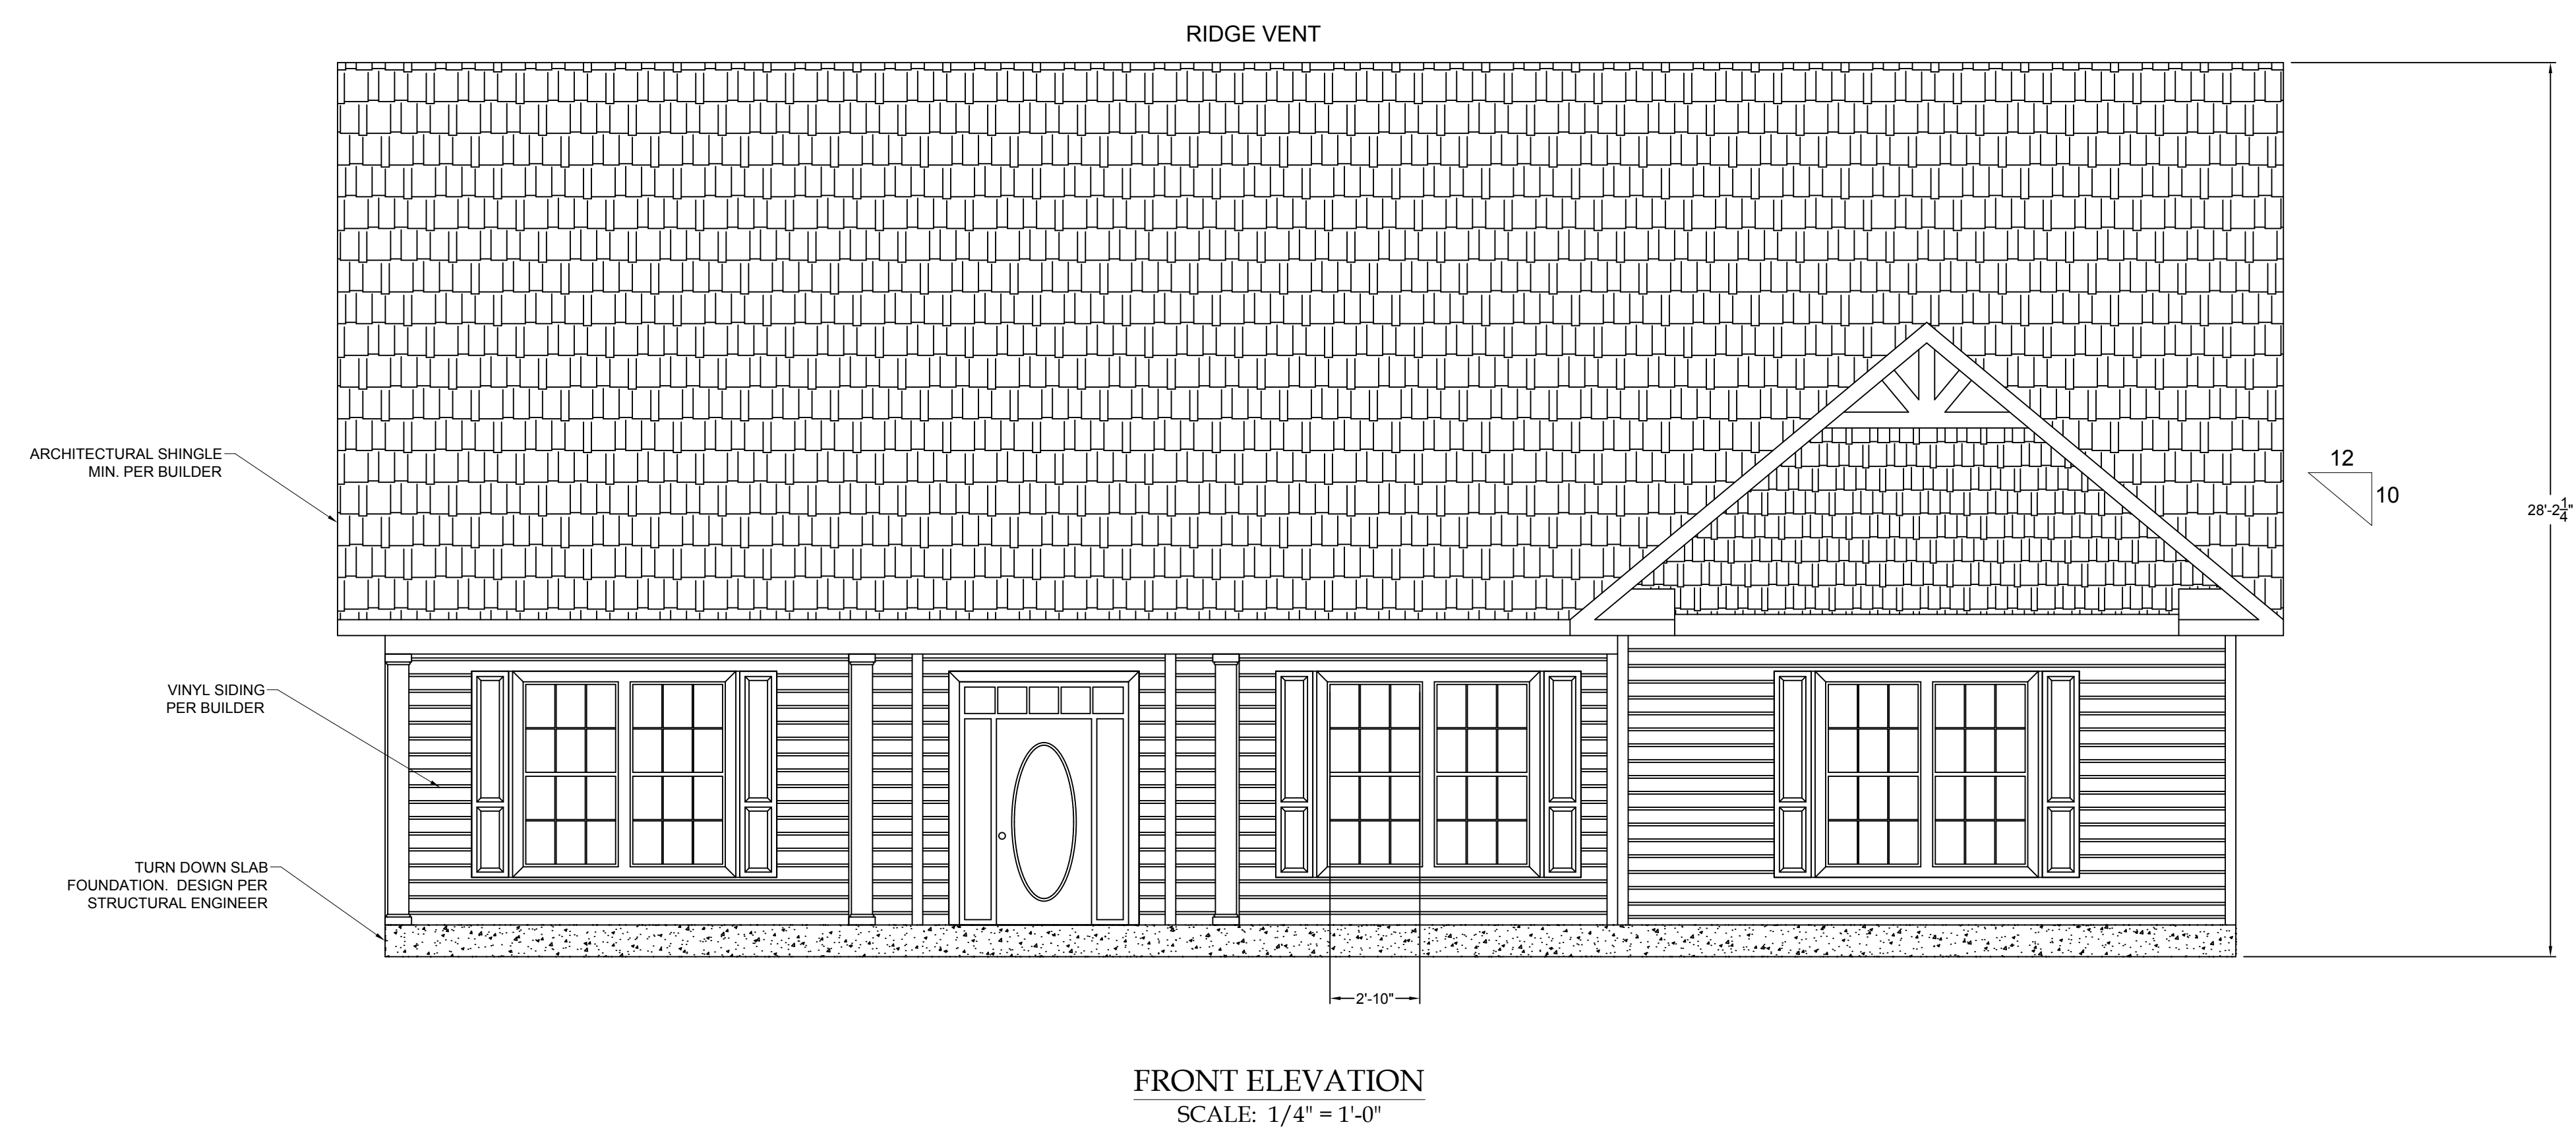 RIDGE VENT
ARCHITECTURAL SHINGLE
MIN. PER BUILDER
12
10
28'-2 1/4"
VINYL SIDING
PER BUILDER
TURN DOWN SLAB
FOUNDATION.  DESIGN PER
STRUCTURAL ENGINEER
2'-10"
FRONT ELEVATION
SCALE:  1/4" = 1'-0"